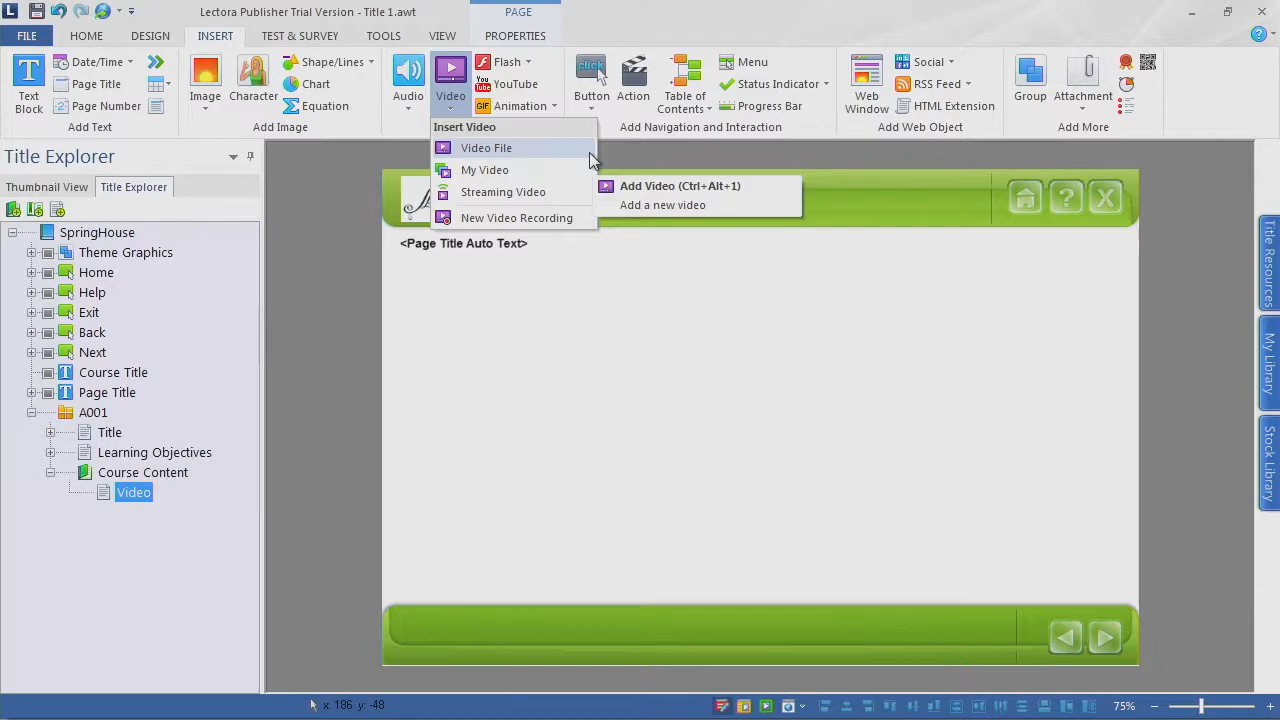 Lectora Publisher Trial Version - Title 1.awt
PAGE
FILE HOME DESIGN INSERT TEST & SURVEY TOOLS VIEW PROPERTIES
Text Block
Date/Time
Page Title
Page Number
Add Text
Image
Character
Shape/Lines
Chart
Equation
Add Image
Audio
Video
Flash
YouTube
Animation
click
Button
Action
Table of Contents
Menu
Status Indicator
Progress Bar
Add Navigation and Interaction
Web Window
Social
RSS Feed
HTML Extension
Add Web Object
Group
Attachment
Add More
Insert Video
Video File
My Video
Streaming Video
New Video Recording
Add Video (Ctrl+Alt+1)
Add a new video
Title Explorer
Thumbnail View Title Explorer
SpringHouse
Theme Graphics
Home
Help
Exit
Back
Next
Course Title
Page Title
A001
Title
Learning Objectives
Course Content
Video
<Page Title Auto Text>
Title Resources
My Library
Stock Library
x: 186 y: -48
75%